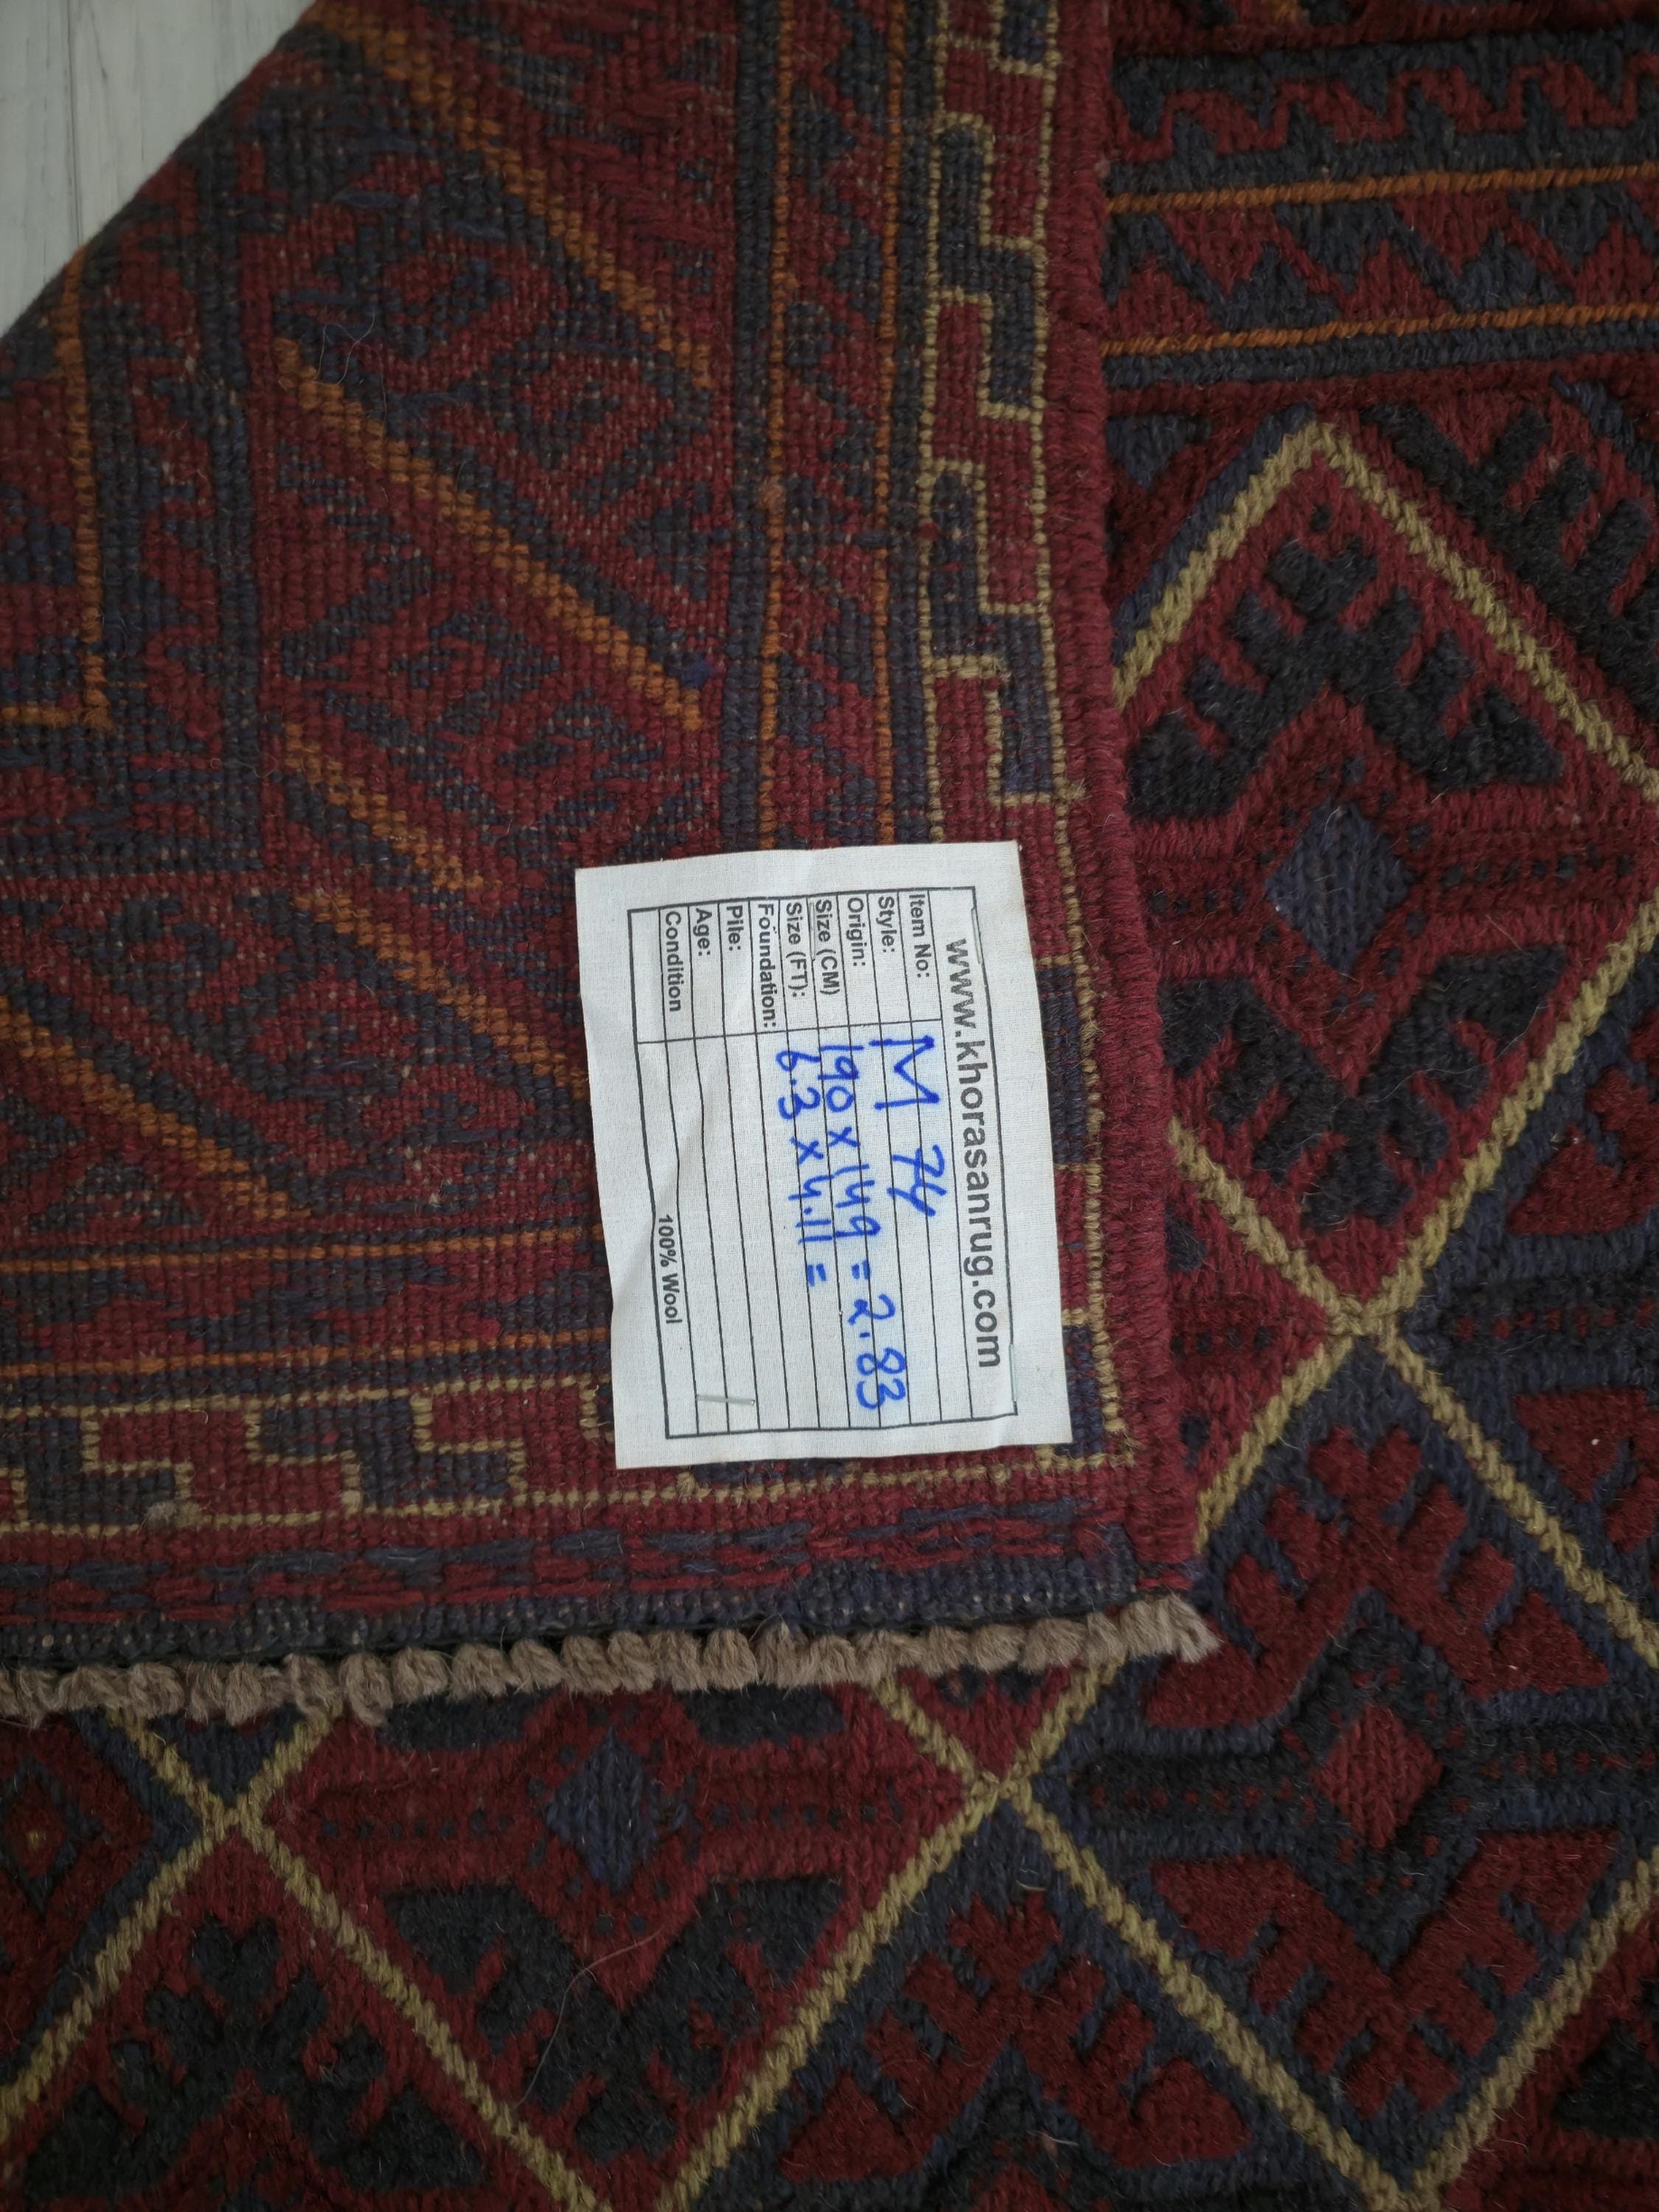 www.khorasanrug.com
Item No: M 74
Style:
Origin:
Size (CM) 190 x 149 = 2.83
Size (FT): 6.3 x 4.11 =
Foundation:
Pile:
Age:
Condition
100% Wool